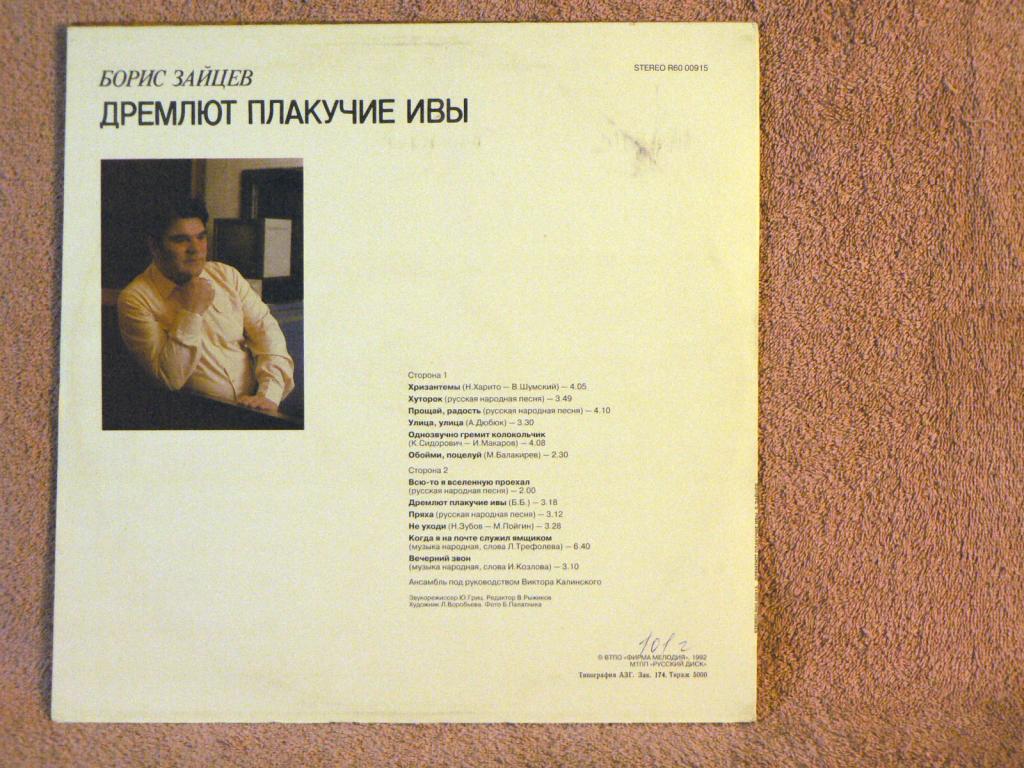 БОРИС ЗАЙЦЕВ
ДРЕМЛЮТ ПЛАКУЧИЕ ИВЫ
STEREO R60 00915
Сторона 1
Хризантемы (Н.Харито — В.Шумский) — 4.05
Хуторок (русская народная песня) — 3.49
Прощай, радость (русская народная песня) — 4.10
Улица, улица (А.Дюбюк) — 3.30
Однозвучно гремит колокольчик
(К.Сидорович — И.Макаров) — 4.08
Обойми, поцелуй (М.Балакирев) — 2.30
Сторона 2
Всю-то я вселенную проехал
(русская народная песня) — 2.00
Дремлют плакучие ивы (Б.Б.) — 3.18
Пряха (русская народная песня) — 3.12
Не уходи (Н.Зубов — М.Пойгин) — 3.28
Когда я на почте служил ямщиком
(музыка народная, слова Л.Трефолева) — 6.40
Вечерний звон
(музыка народная, слова И.Козлова) — 3.10
Ансамбль под руководством Виктора Калинского
Звукорежиссер Ю.Гриц. Редактор В.Рыжиков
Художник Л.Воробьева. Фото Б.Палатника
101 г
© ВТПО «ФИРМА МЕЛОДИЯ», 1992
МТПП «РУССКИЙ ДИСК»
Типография АЗГ. Зак. 174. Тираж 5000